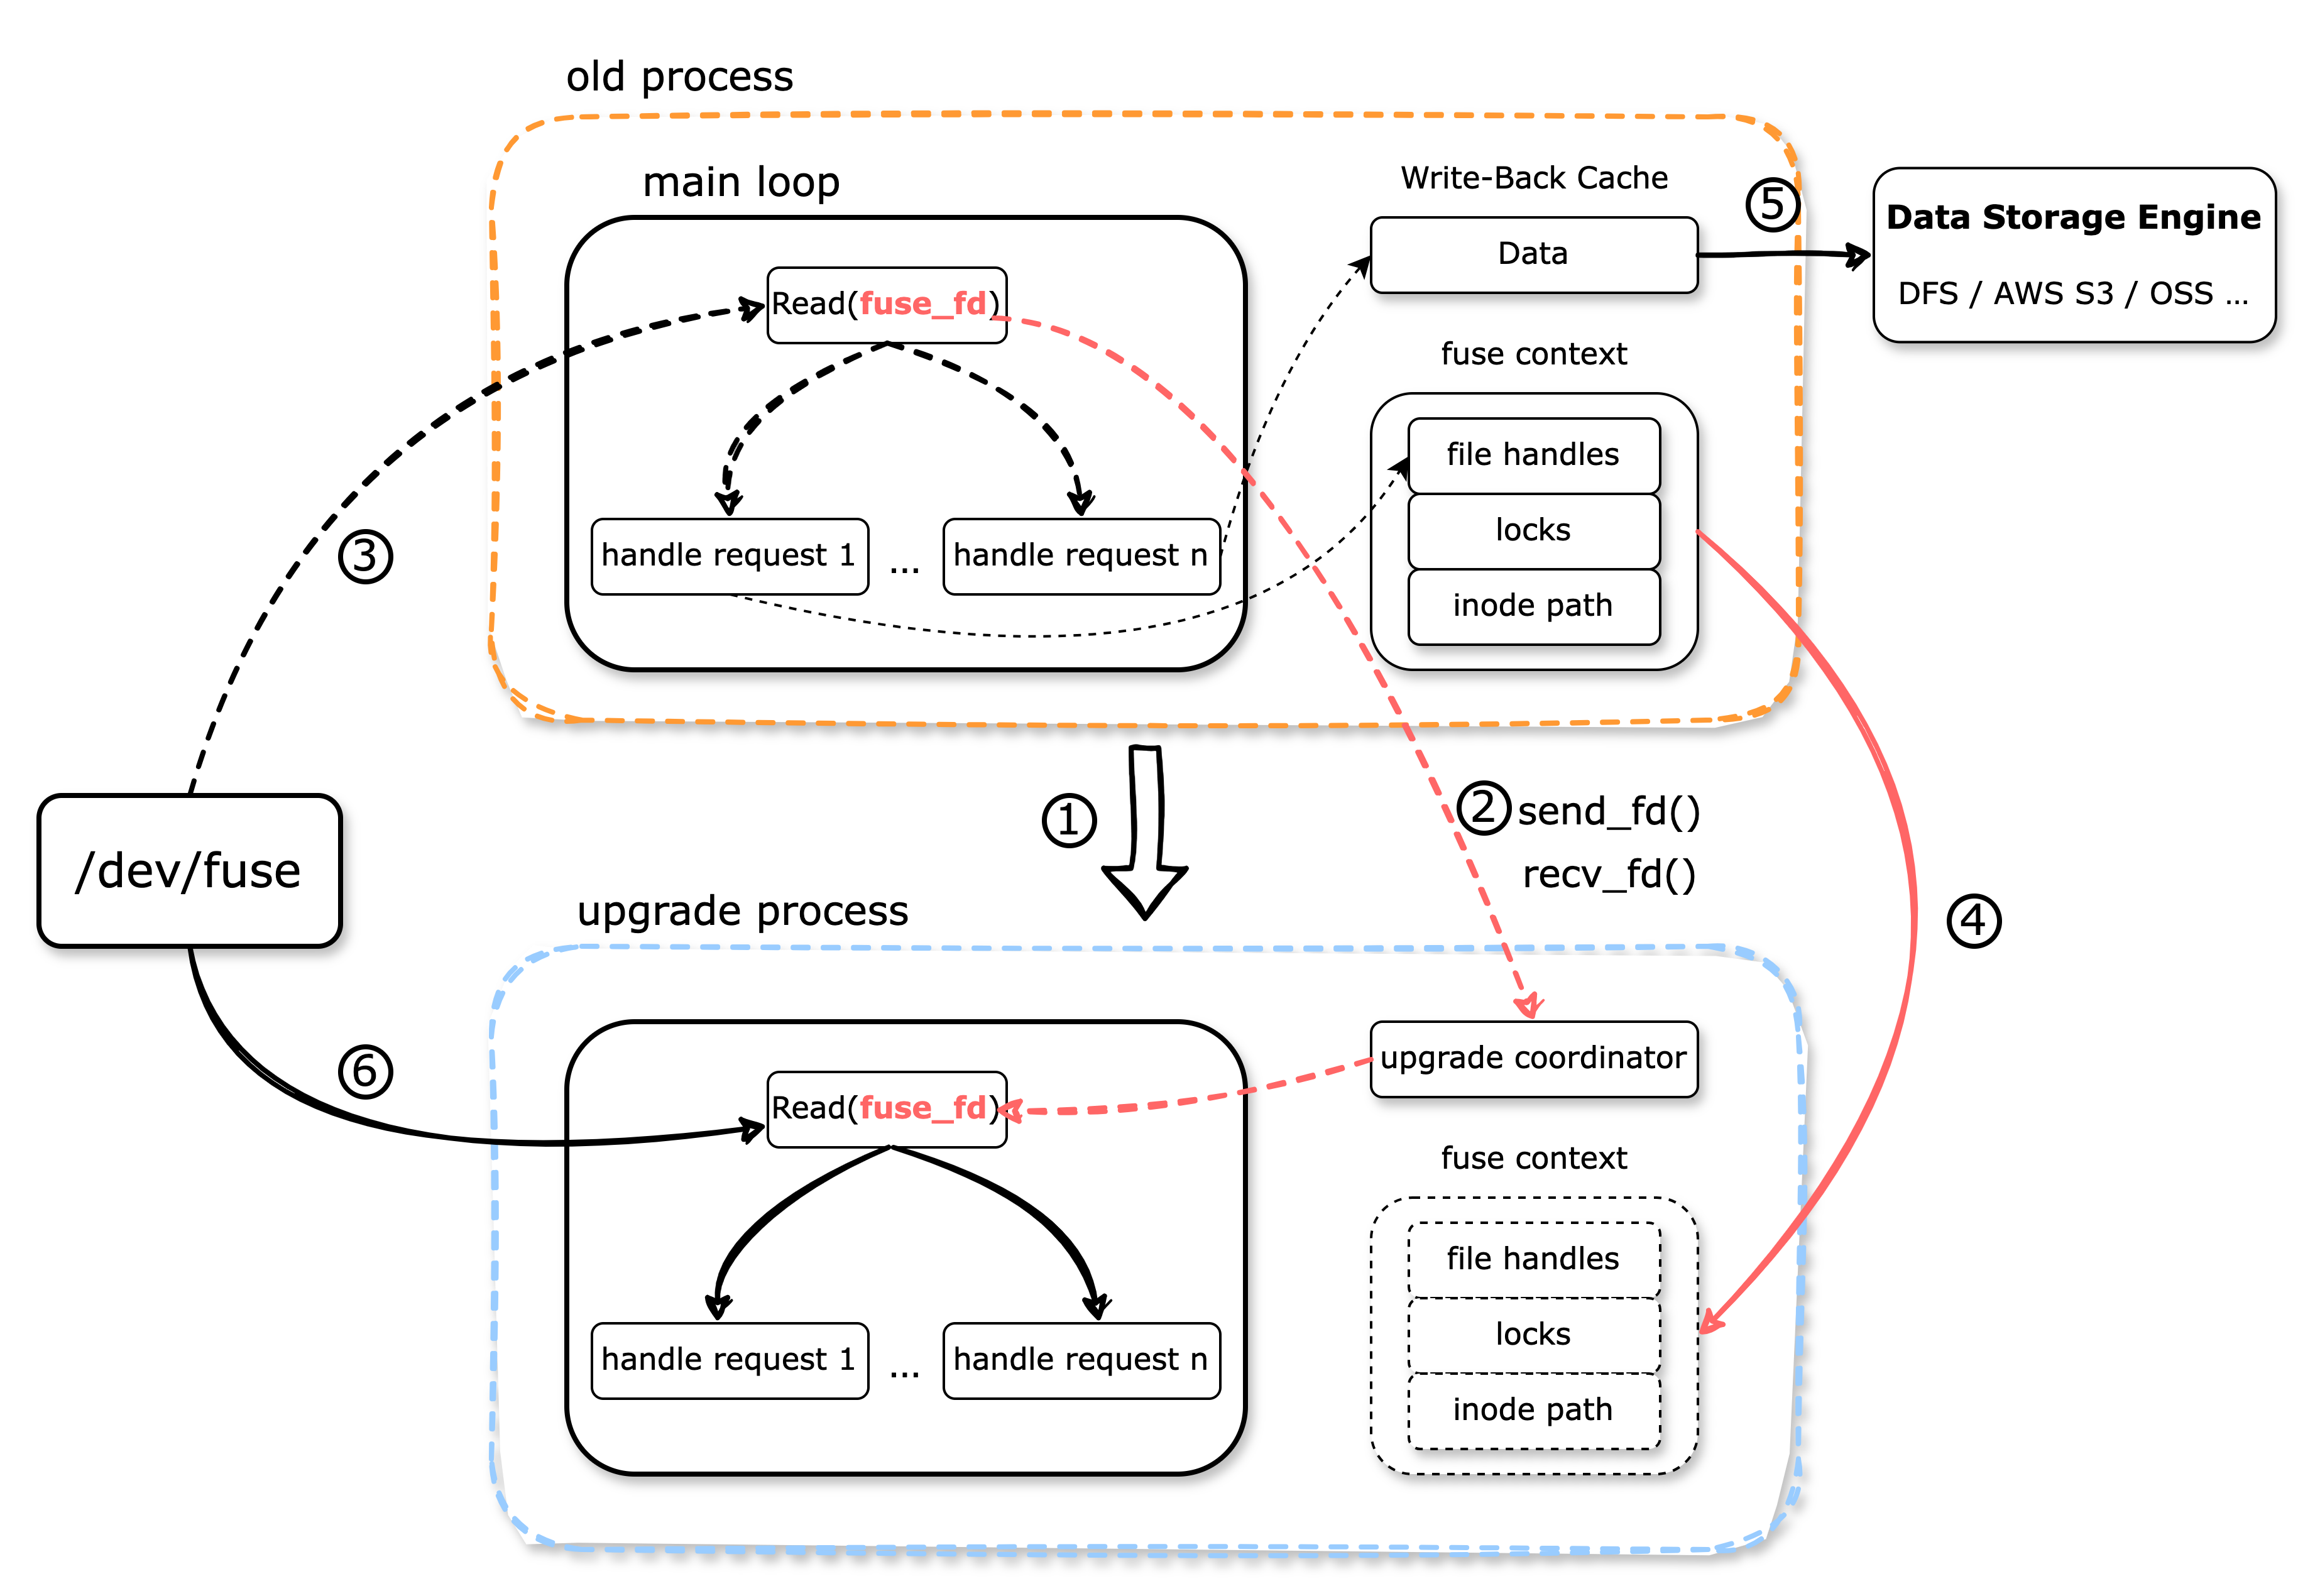 old process
main loop
Write-Back Cache
⑤
Data Storage Engine
DFS / AWS S3 / OSS ...
Data
Read(fuse_fd)
fuse context
file handles
locks
inode path
③
handle request 1
...
handle request n
①
②
send_fd()
recv_fd()
/dev/fuse
④
upgrade process
⑥
upgrade coordinator
Read(fuse_fd)
fuse context
file handles
locks
inode path
handle request 1
...
handle request n